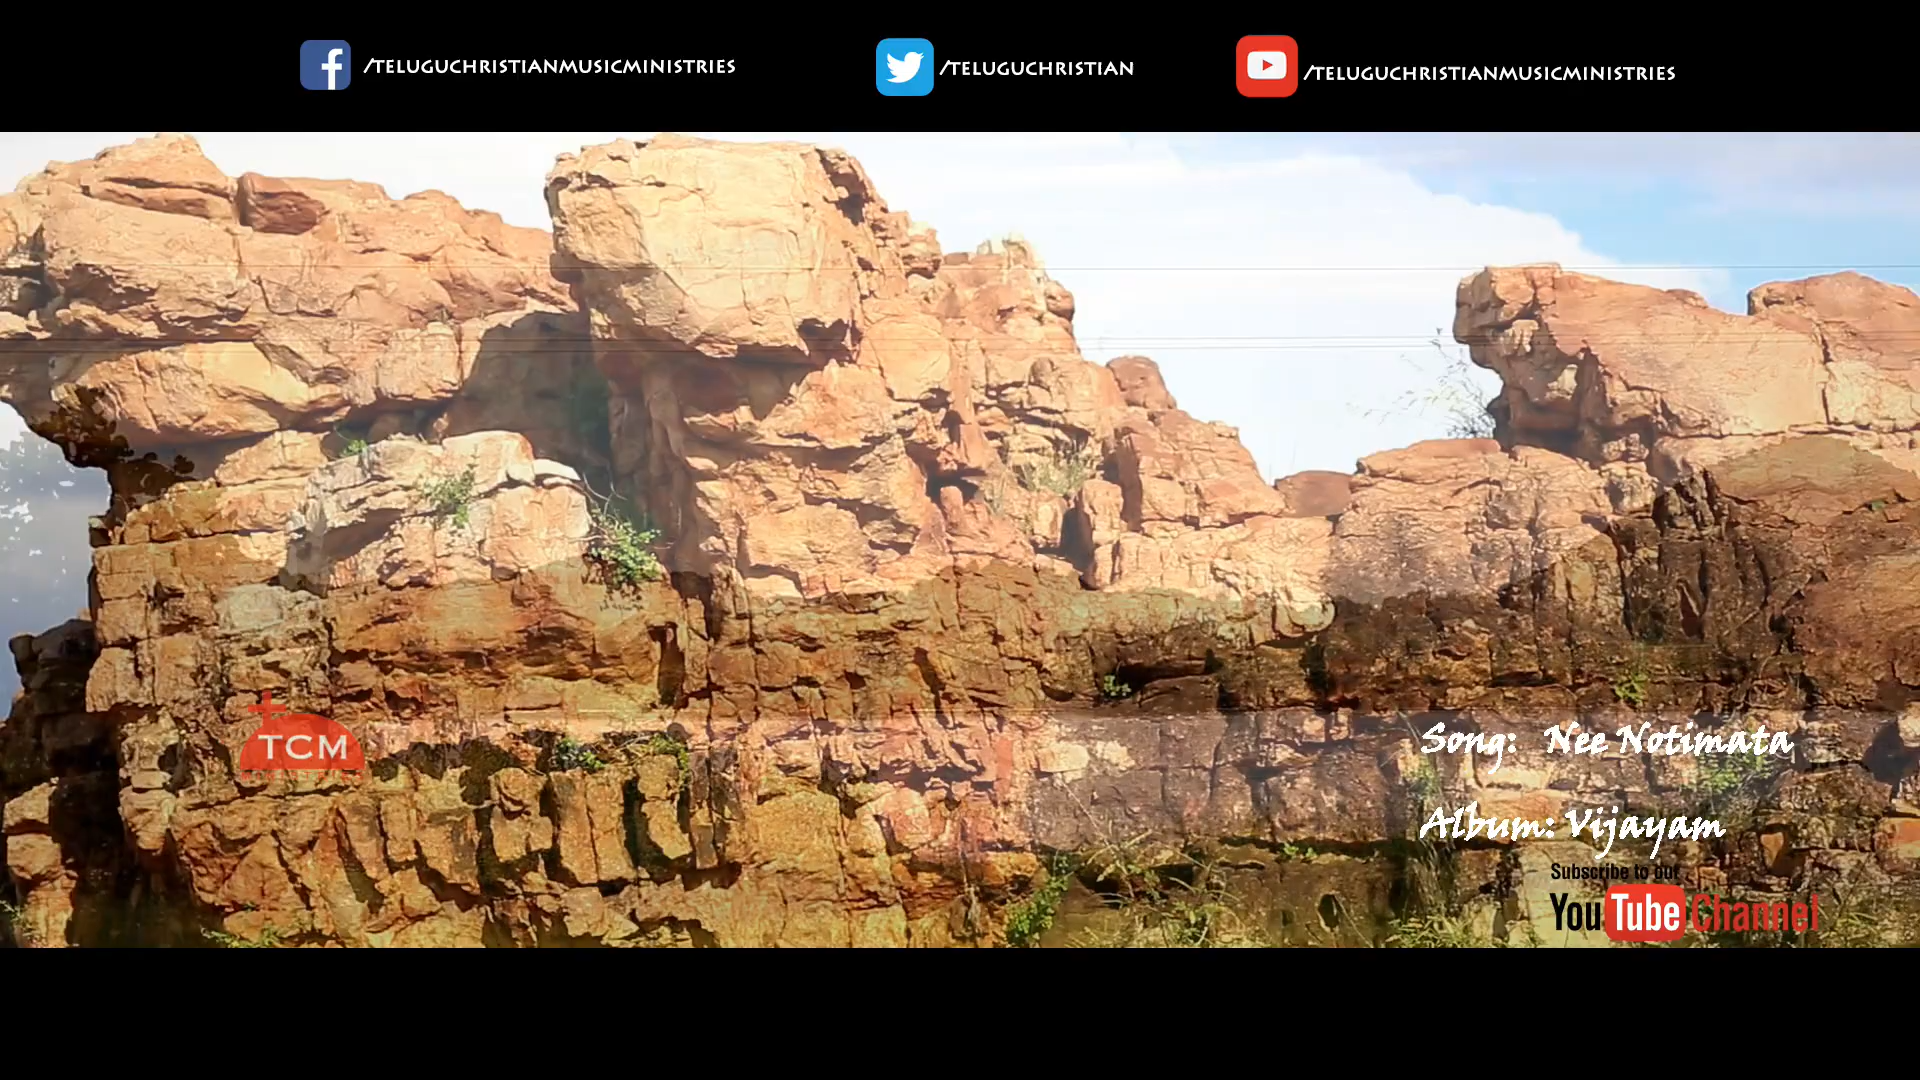 /TELUGUCHRISTIANMUSICMINISTRIES
/TELUGUCHRISTIAN
/TELUGUCHRISTIANMUSICMINISTRIES
TCM
Song: Nee Notimata
Album: Vijayam
Subscribe to our
YouTube Channel